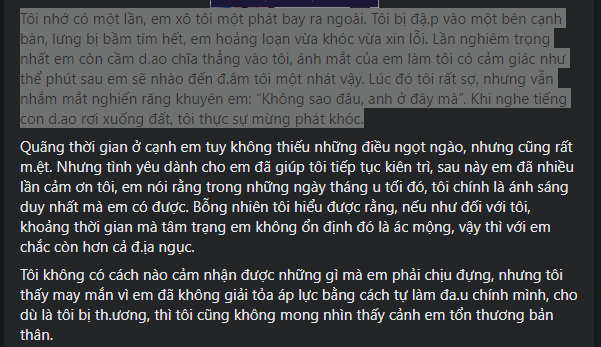 Tôi nhớ có một lần, em xô tôi một phát bay ra ngoài. Tôi bị đậ.p vào một bên cạnh
bàn, lưng bị bầm tím hết, em hoảng loạn vừa khóc vừa xin lỗi. Lần nghiêm trọng
nhất em còn cầm d.ao chĩa thẳng vào tôi, ánh mắt của em làm tôi có cảm giác như
thể phút sau em sẽ nhào đến đ.âm tôi một nhát vậy. Lúc đó tôi rất sợ, nhưng vẫn
nhắm mắt nghiến răng khuyên em: “Không sao đâu, anh ở đây mà”. Khi nghe tiếng
con d.ao rơi xuống đất, tôi thực sự mừng phát khóc.
Quãng thời gian ở cạnh em tuy không thiếu những điều ngọt ngào, nhưng cũng rất
m.ệt. Nhưng tình yêu dành cho em đã giúp tôi tiếp tục kiên trì, sau này em đã nhiều
lần cảm ơn tôi, em nói rằng trong những ngày tháng u tối đó, tôi chính là ánh sáng
duy nhất mà em có được. Bỗng nhiên tôi hiểu được rằng, nếu như đối với tôi,
khoảng thời gian mà tâm trạng em không ổn định đó là ác mộng, vậy thì với em
chắc còn hơn cả đ.ịa ngục.
Tôi không có cách nào cảm nhận được những gì mà em phải chịu đựng, nhưng tôi
thấy may mắn vì em đã không giải tỏa áp lực bằng cách tự làm đa.u chính mình, cho
dù là tôi bị th.ương, thì tôi cũng không mong nhìn thấy cảnh em tổn thương bản
thân.